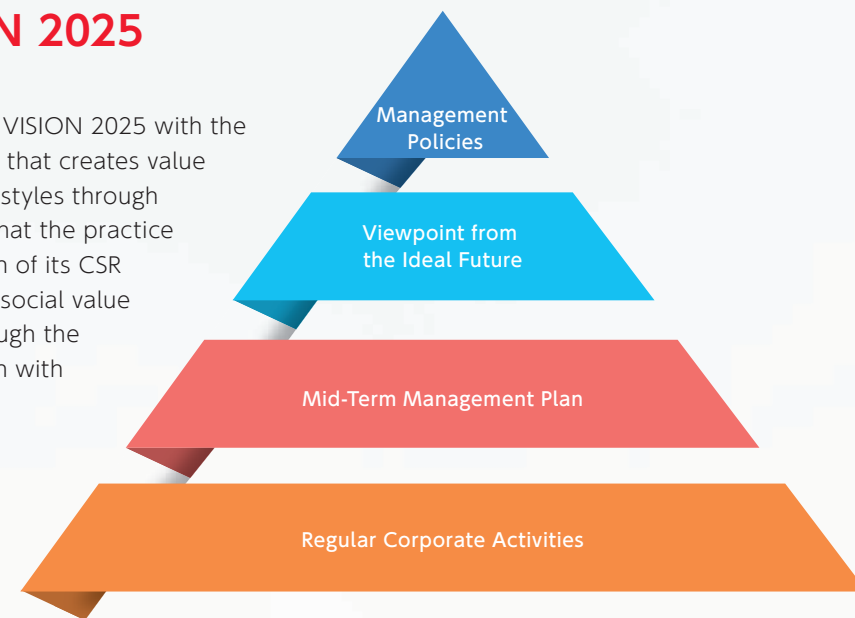 N 2025
VISION 2025 with the
that creates value
styles through
hat the practice
n of its CSR
social value
ugh the
n with
Management
Policies
Viewpoint from
the Ideal Future
Mid-Term Management Plan
Regular Corporate Activities